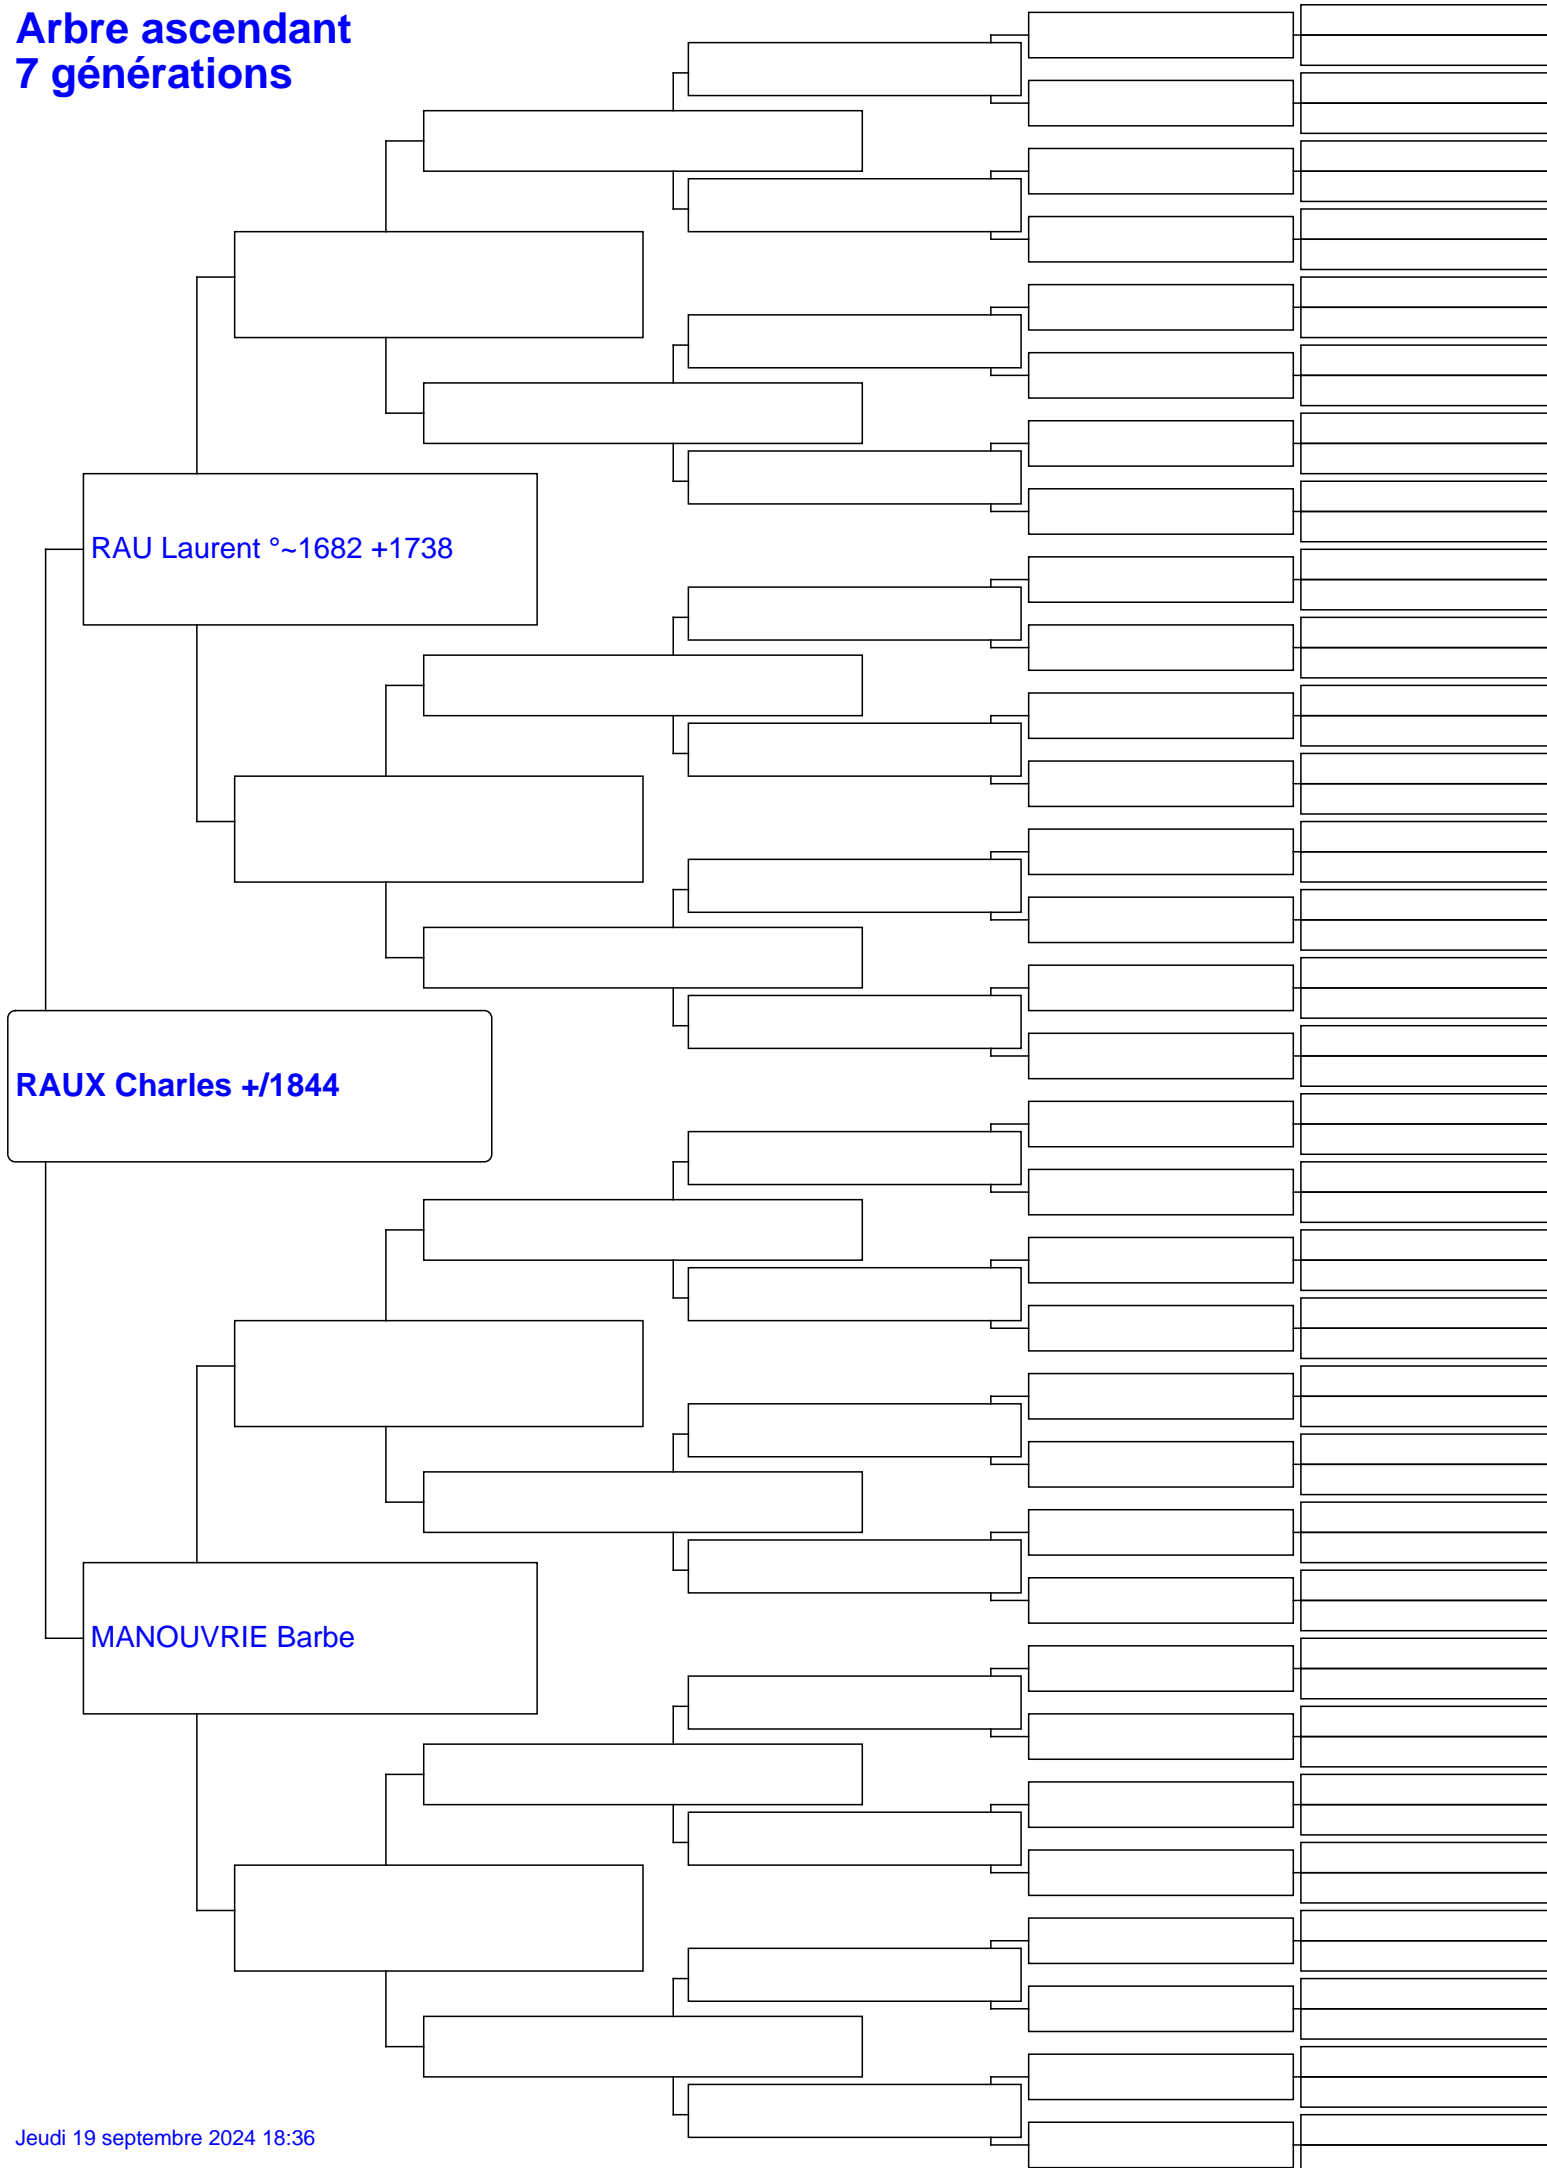 Arbre ascendant
7 générations
RAU Laurent °~1682 +1738
RAUX Charles +/1844
MANOUVRIE Barbe
Jeudi 19 septembre 2024 18:36